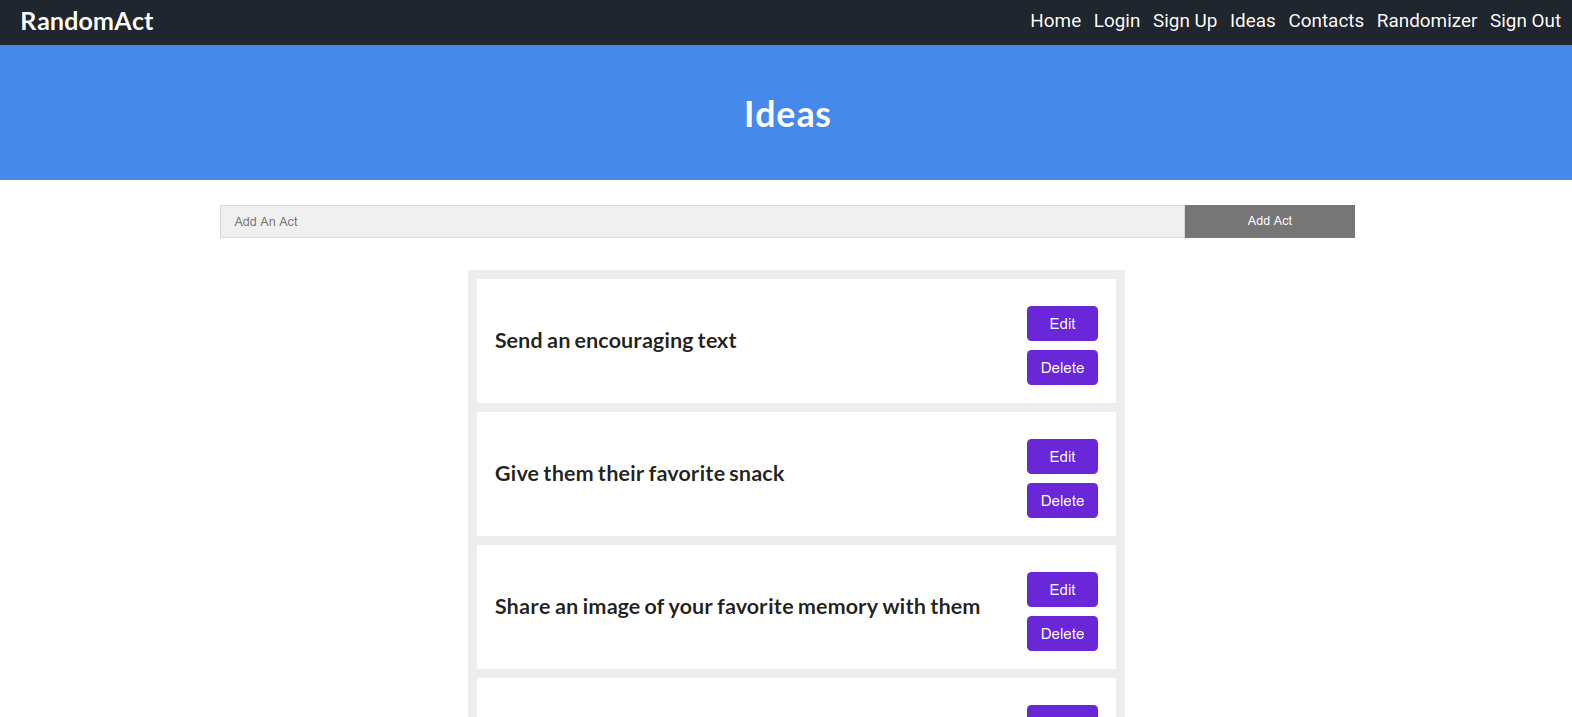 RandomAct
Home Login Sign Up Ideas Contacts Randomizer Sign Out
Ideas
Add An Act
Add Act
Send an encouraging text
Edit
Delete
Give them their favorite snack
Edit
Delete
Share an image of your favorite memory with them
Edit
Delete